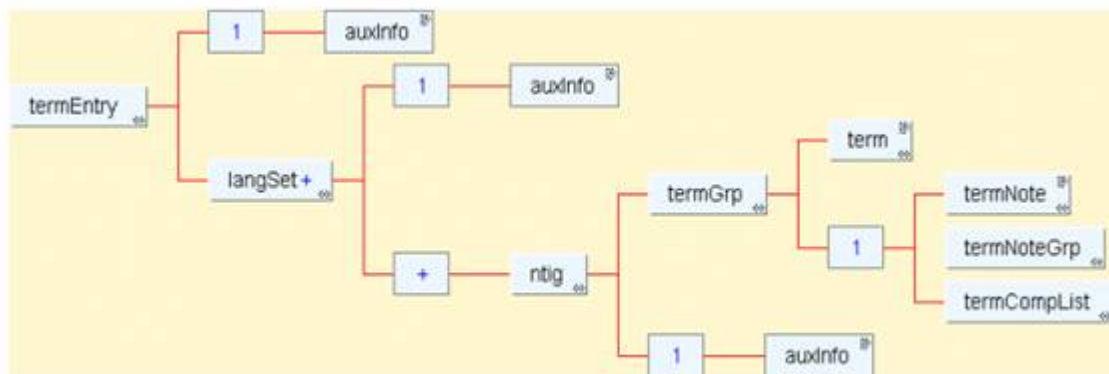 1
auxInfo
1
auxInfo
termEntry
term
langSet +
termGrp
termNote
1
termNoteGrp
+
ntig
termCompList
1
auxInfo